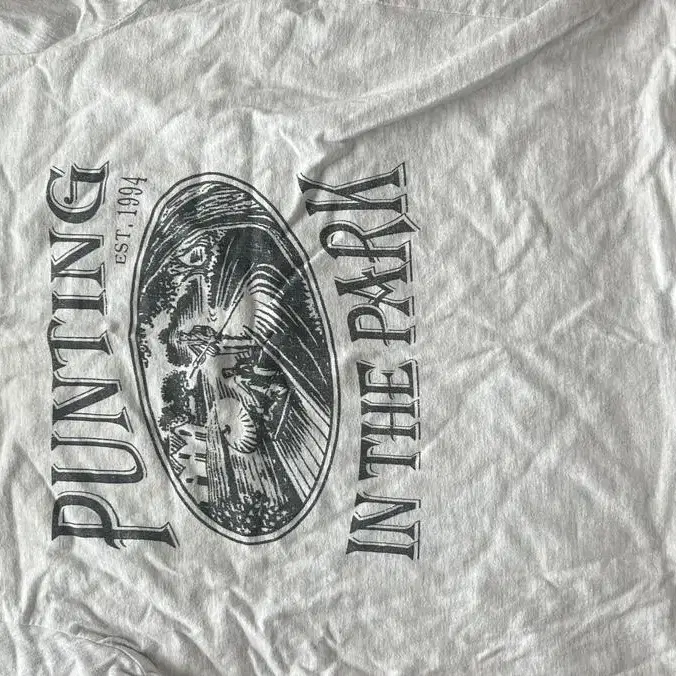 PUNTING
EST. 1994
IN THE PARK